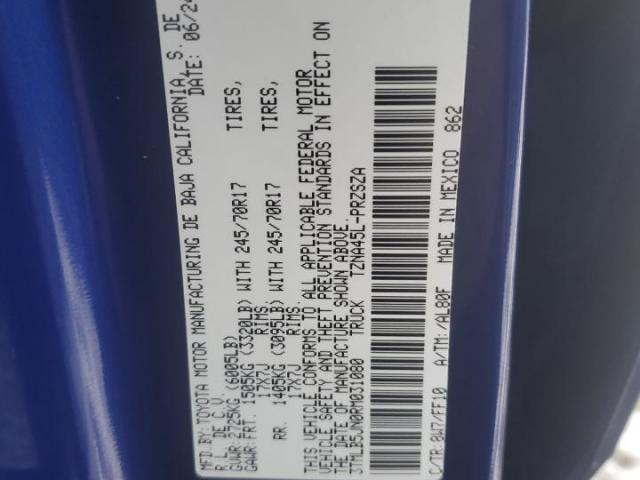 MFD.BY:TOYOTA MOTOR MANUFACTURING DE BAJA CALIFORNIA, S. DE
R.L. DE C.V. DATE: 06/24
GVWR:2725KG(6005LB)
GAWR:FRT. 1505KG(3320LB) WITH 245/70R17 TIRES,
17X7J RIMS
RR. 1405KG(3095LB) WITH 245/70R17 TIRES,
17X7J RIMS.
THIS VEHICLE CONFORMS TO ALL APPLICABLE FEDERAL MOTOR
VEHICLE SAFETY AND THEFT PREVENTION STANDARDS IN EFFECT ON
THE DATE OF MANUFACTURE SHOWN ABOVE.
3TMLB5JN0RM031080 TRUCK TZNA45L-PRZSZA
C/TR:8W7/FF10 A/TM:/AL80F MADE IN MEXICO 862